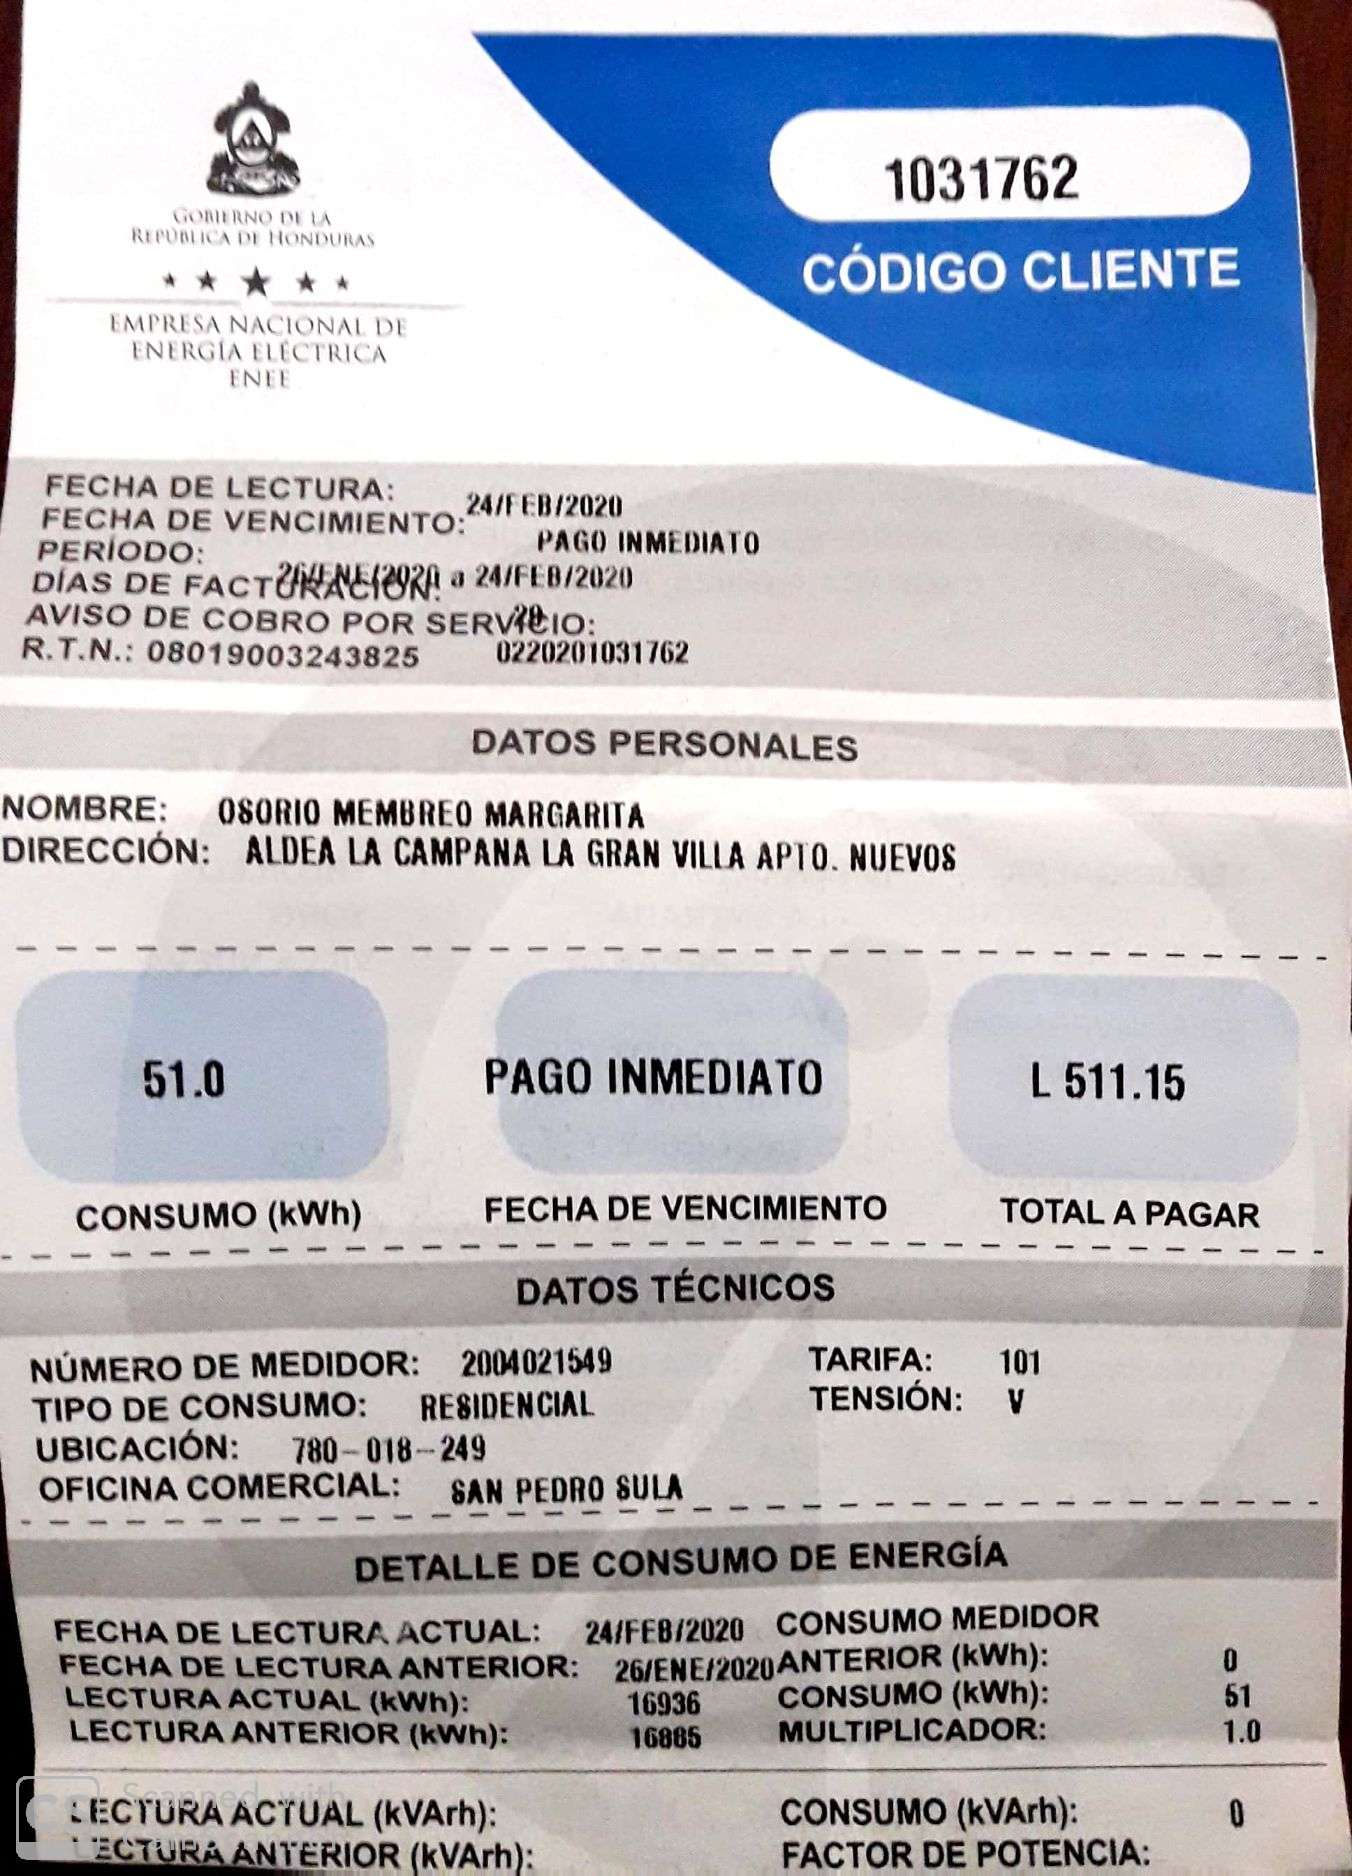 1031762
CÓDIGO CLIENTE
GOBIERNO DE LA
REPÚBLICA DE HONDURAS
EMPRESA NACIONAL DE
ENERGÍA ELÉCTRICA
ENEE
FECHA DE LECTURA: 24/FEB/2020
FECHA DE VENCIMIENTO: PAGO INMEDIATO
PERÍODO: 26/ENE/2020 a 24/FEB/2020
DÍAS DE FACTURACIÓN:
AVISO DE COBRO POR SERVICIO: 0220201031762
R.T.N.: 08019003243825
DATOS PERSONALES
NOMBRE: OSORIO MEMBREO MARGARITA
DIRECCIÓN: ALDEA LA CAMPANA LA GRAN VILLA APTO. NUEVOS
51.0 PAGO INMEDIATO L 511.15
CONSUMO (kWh) FECHA DE VENCIMIENTO TOTAL A PAGAR
DATOS TÉCNICOS
NÚMERO DE MEDIDOR: 2004021549 TARIFA: 101
TIPO DE CONSUMO: RESIDENCIAL TENSIÓN: V
UBICACIÓN: 780-018-249
OFICINA COMERCIAL: SAN PEDRO SULA
DETALLE DE CONSUMO DE ENERGÍA
FECHA DE LECTURA ACTUAL: 24/FEB/2020 CONSUMO MEDIDOR
FECHA DE LECTURA ANTERIOR: 26/ENE/2020 ANTERIOR (kWh): 0
LECTURA ACTUAL (kWh): 16936 CONSUMO (kWh): 51
LECTURA ANTERIOR (kWh): 16885 MULTIPLICADOR: 1.0
LECTURA ACTUAL (kVArh): CONSUMO (kVArh): 0
LECTURA ANTERIOR (kVArh): FACTOR DE POTENCIA:
CS Scanned with